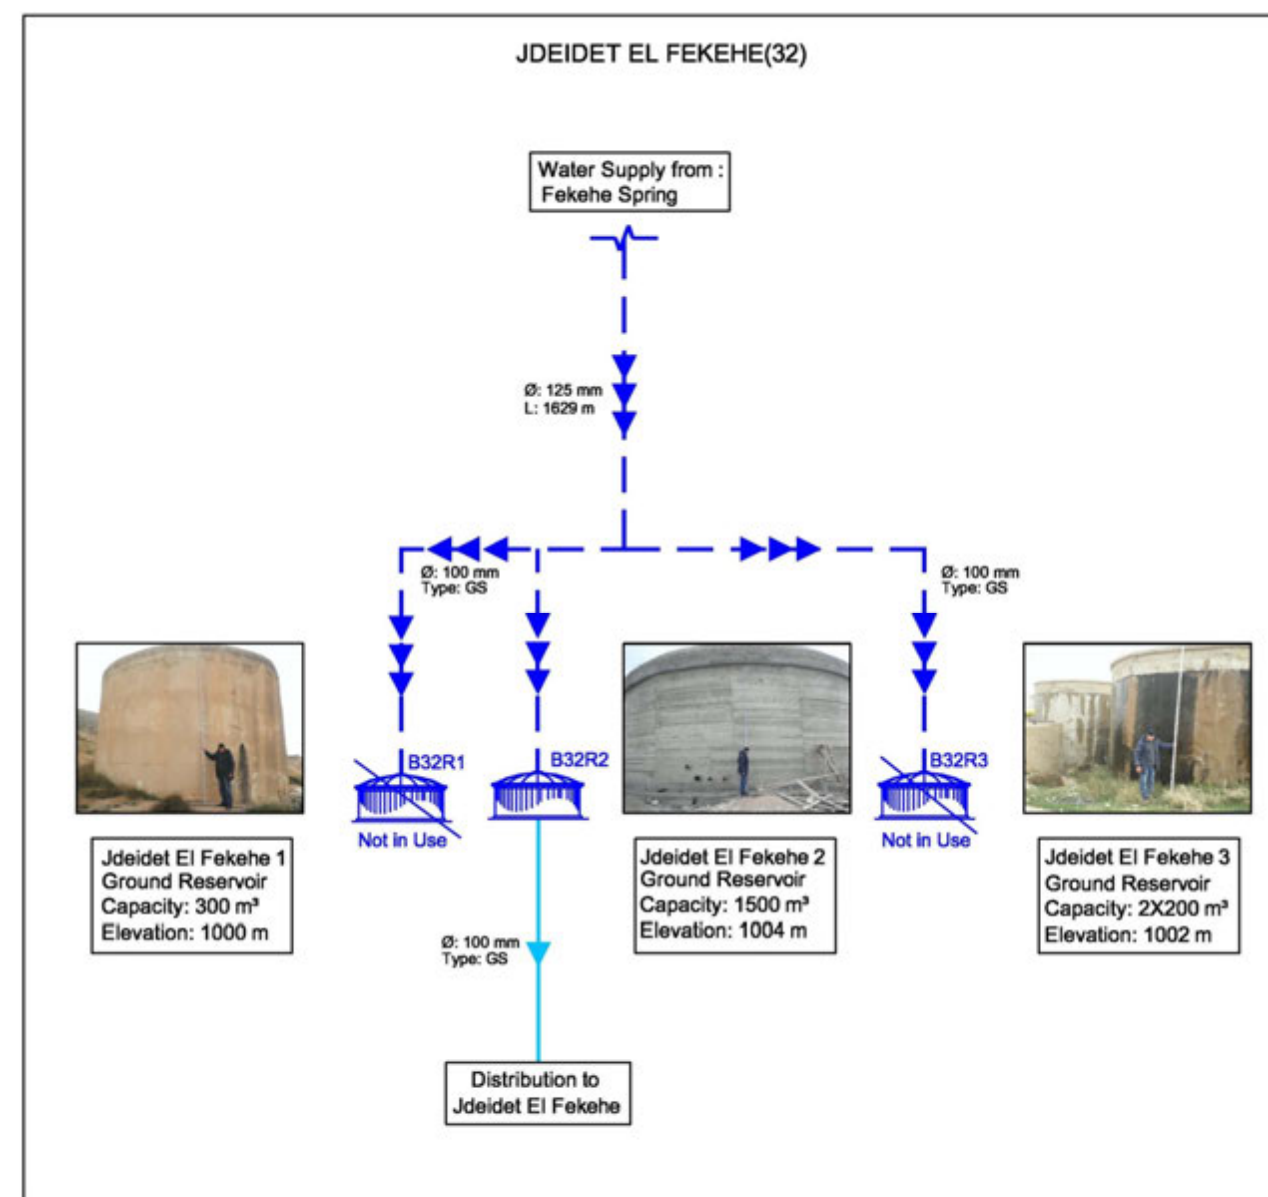 JDEIDET EL FEKEHE(32)
Water Supply from :
Fekehe Spring
Ø: 125 mm
L: 1629 m
Ø: 100 mm
Type: GS
Ø: 100 mm
Type: GS
B32R1
B32R2
B32R3
Not in Use
Not in Use
Jdeidet El Fekehe 1
Ground Reservoir
Capacity: 300 m³
Elevation: 1000 m
Jdeidet El Fekehe 2
Ground Reservoir
Capacity: 1500 m³
Elevation: 1004 m
Jdeidet El Fekehe 3
Ground Reservoir
Capacity: 2X200 m³
Elevation: 1002 m
Ø: 100 mm
Type: GS
Distribution to
Jdeidet El Fekehe